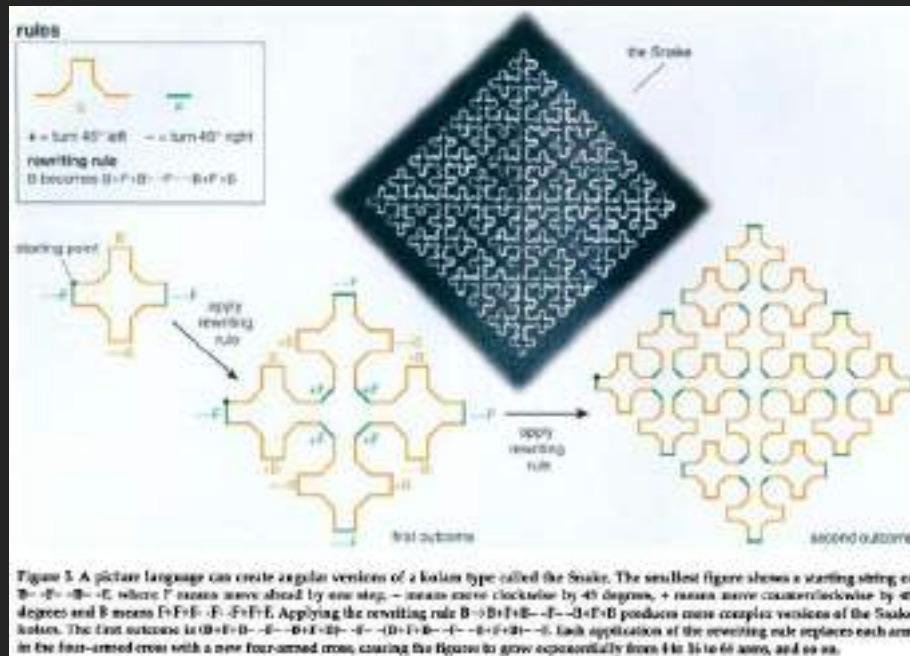 rules
B
F
+ = turn 45° left   – = turn 45° right
rewriting rule
B becomes B+F+B--F--B+F+B
the Snake
starting point
B
--F
--F
--B
apply
rewriting
rule
--F
+B
--B
+B
+F
+F
--F
--F
+F
+F
+B
--B
+B
--F
first outcome
apply
rewriting
rule
second outcome
Figure 5. A picture language can create angular versions of a kolam type called the Snake. The smallest figure shows a starting string of
B--F--B--F, where F means move ahead by one step, – means move clockwise by 45 degrees, + means move counterclockwise by 45
degrees and B means F+F+F--F--F+F+F. Applying the rewriting rule B→B+F+B--F--B+F+B produces more complex versions of the Snake
kolam. The first outcome is (B+F+B--F--B+F+B)--F--(B+F+B--F--B+F+B)--F. Each application of the rewriting rule replaces each arm
in the four-armed cross with a new four-armed cross, causing the figures to grow exponentially from 4 to 16 to 64 arms, and so on.